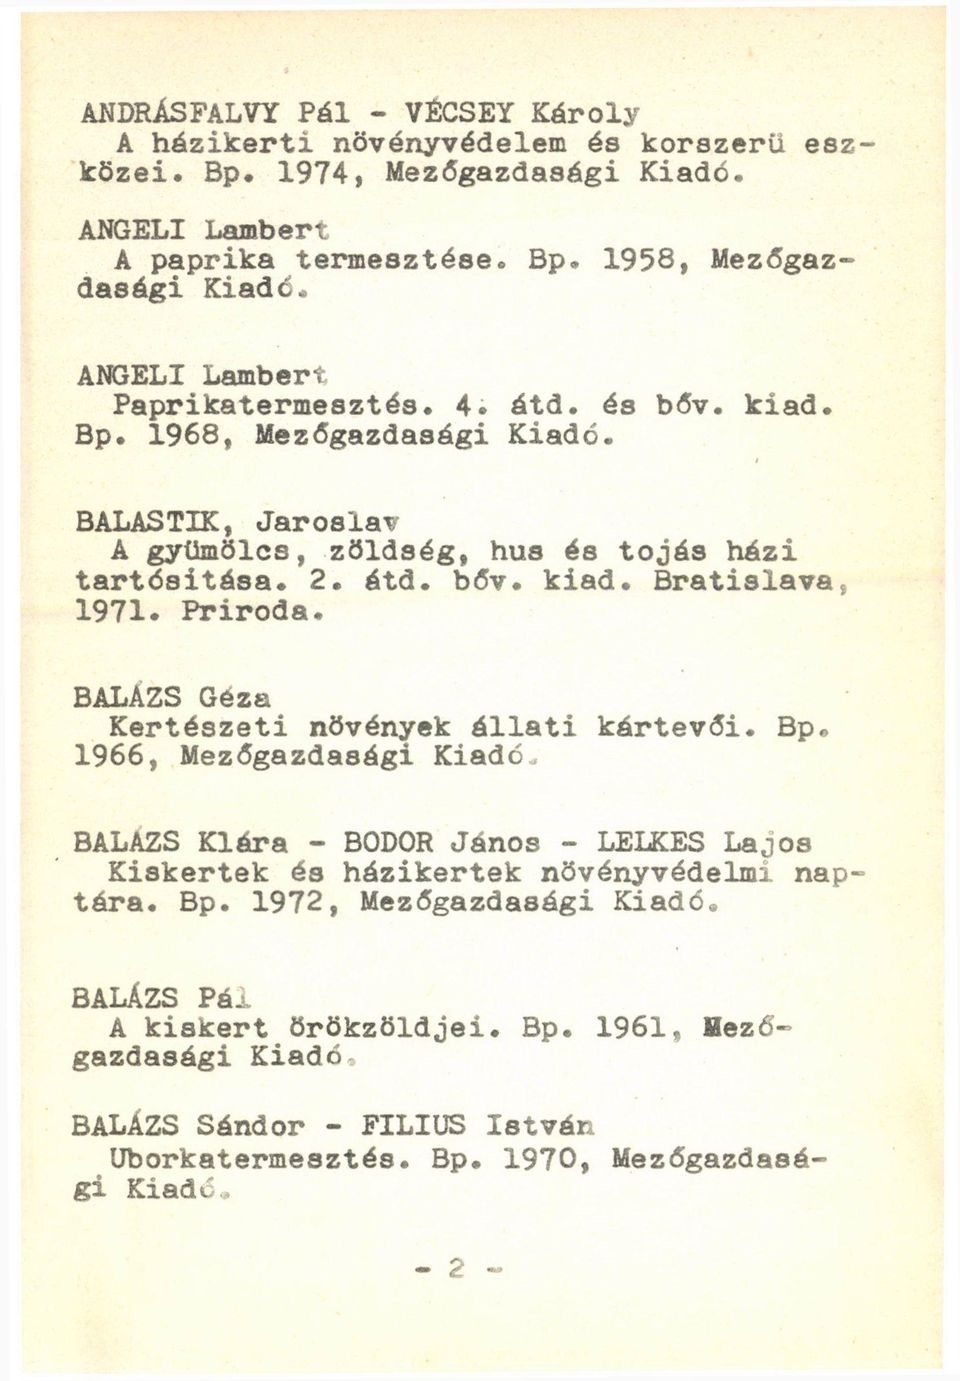 ANDRÁSFALVY Pál - VÉCSEY Károly
A házikerti növényvédelem és korszerü esz-
közei. Bp. 1974, Mezőgazdasági Kiadó.
ANGELI Lambert
A paprika termesztése. Bp. 1958, Mezőgaz-
dasági Kiadó.
ANGELI Lambert
Paprikatermesztés. 4. átd. és bőv. kiad.
Bp. 1968, Mezőgazdasági Kiadó.
BALASTIK, Jaroslav
A gyümölcs, zöldség, hus és tojás házi
tartósitása. 2. átd. bőv. kiad. Bratislava,
1971. Priroda.
BALÁZS Géza
Kertészeti növények állati kártevői. Bp.
1966, Mezőgazdasági Kiadó.
BALÁZS Klára - BODOR János - LELKES Lajos
Kiskertek és házikertek növényvédelmi nap-
tára. Bp. 1972, Mezőgazdasági Kiadó.
BALÁZS Pál
A kiskert örökzöldjei. Bp. 1961, Mező-
gazdasági Kiadó.
BALÁZS Sándor - FILIUS István
Uborkatermesztés. Bp. 1970, Mezőgazdasá-
gi Kiadó.
- 2 -